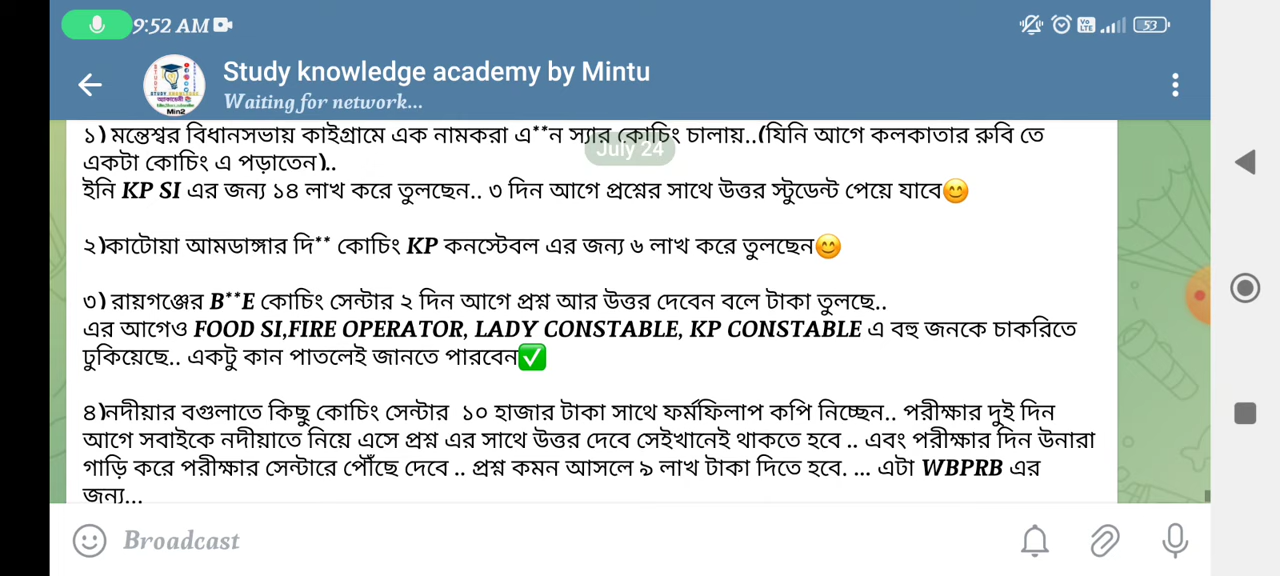 9:52 AM
53
Study knowledge academy by Mintu
Waiting for network...
১) মন্তেশ্বর বিধানসভায় কাইগ্রামে এক নামকরা এ**ন স্যার কোচিং চালায়..(যিনি আগে কলকাতার রুবি তে
July 24
একটা কোচিং এ পড়াতেন)..
ইনি KP SI এর জন্য ১৪ লাখ করে তুলছেন.. ৩ দিন আগে প্রশ্নের সাথে উত্তর স্টুডেন্ট পেয়ে যাবে😊
২)কাটোয়া আমডাঙ্গার দি** কোচিং KP কনস্টেবল এর জন্য ৬ লাখ করে তুলছেন😊
৩) রায়গঞ্জের B**E কোচিং সেন্টার ২ দিন আগে প্রশ্ন আর উত্তর দেবেন বলে টাকা তুলছে..
এর আগেও FOOD SI,FIRE OPERATOR, LADY CONSTABLE, KP CONSTABLE এ বহু জনকে চাকরিতে
ঢুকিয়েছে.. একটু কান পাতলেই জানতে পারবেন✅
৪)নদীয়ার বগুলাতে কিছু কোচিং সেন্টার ১০ হাজার টাকা সাথে ফর্মফিলাপ কপি নিচ্ছেন.. পরীক্ষার দুই দিন
আগে সবাইকে নদীয়াতে নিয়ে এসে প্রশ্ন এর সাথে উত্তর দেবে সেইখানেই থাকতে হবে .. এবং পরীক্ষার দিন উনারা
গাড়ি করে পরীক্ষার সেন্টারে পৌঁছে দেবে .. প্রশ্ন কমন আসলে ৯ লাখ টাকা দিতে হবে. ... এটা WBPRB এর
জন্য...
Broadcast